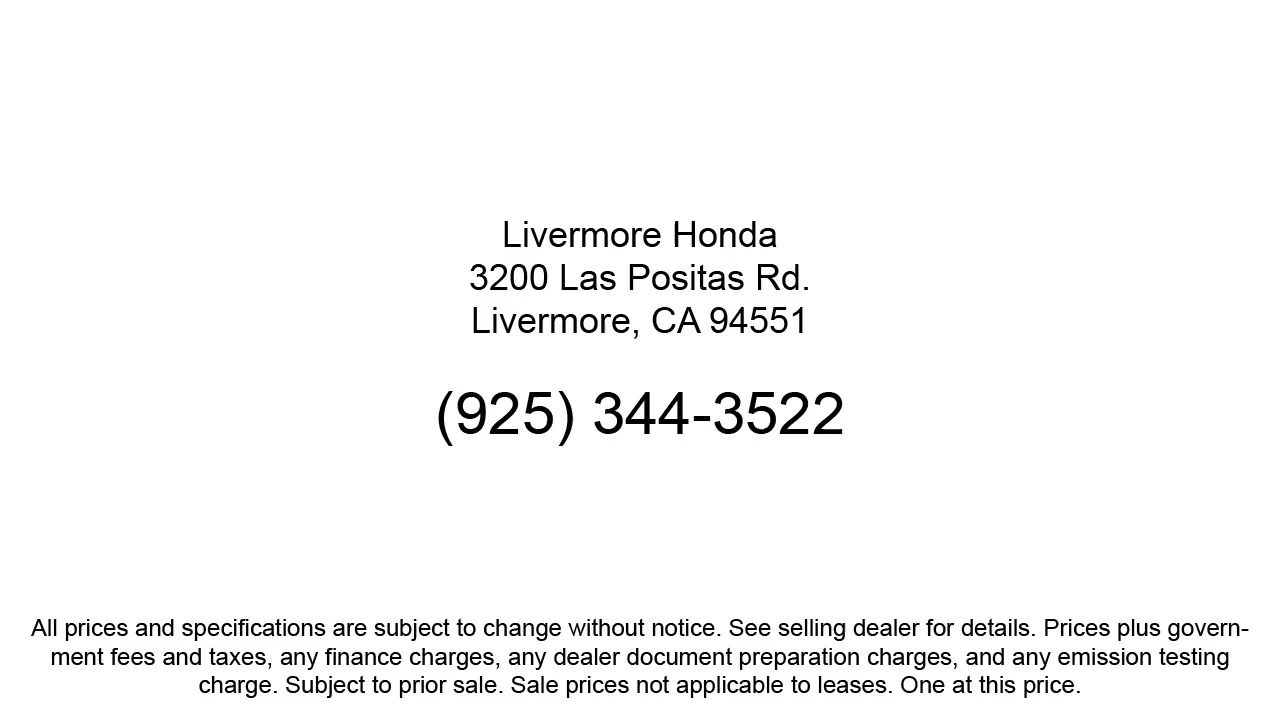 Livermore Honda
3200 Las Positas Rd.
Livermore, CA 94551
(925) 344-3522
All prices and specifications are subject to change without notice. See selling dealer for details. Prices plus govern-
ment fees and taxes, any finance charges, any dealer document preparation charges, and any emission testing
charge. Subject to prior sale. Sale prices not applicable to leases. One at this price.